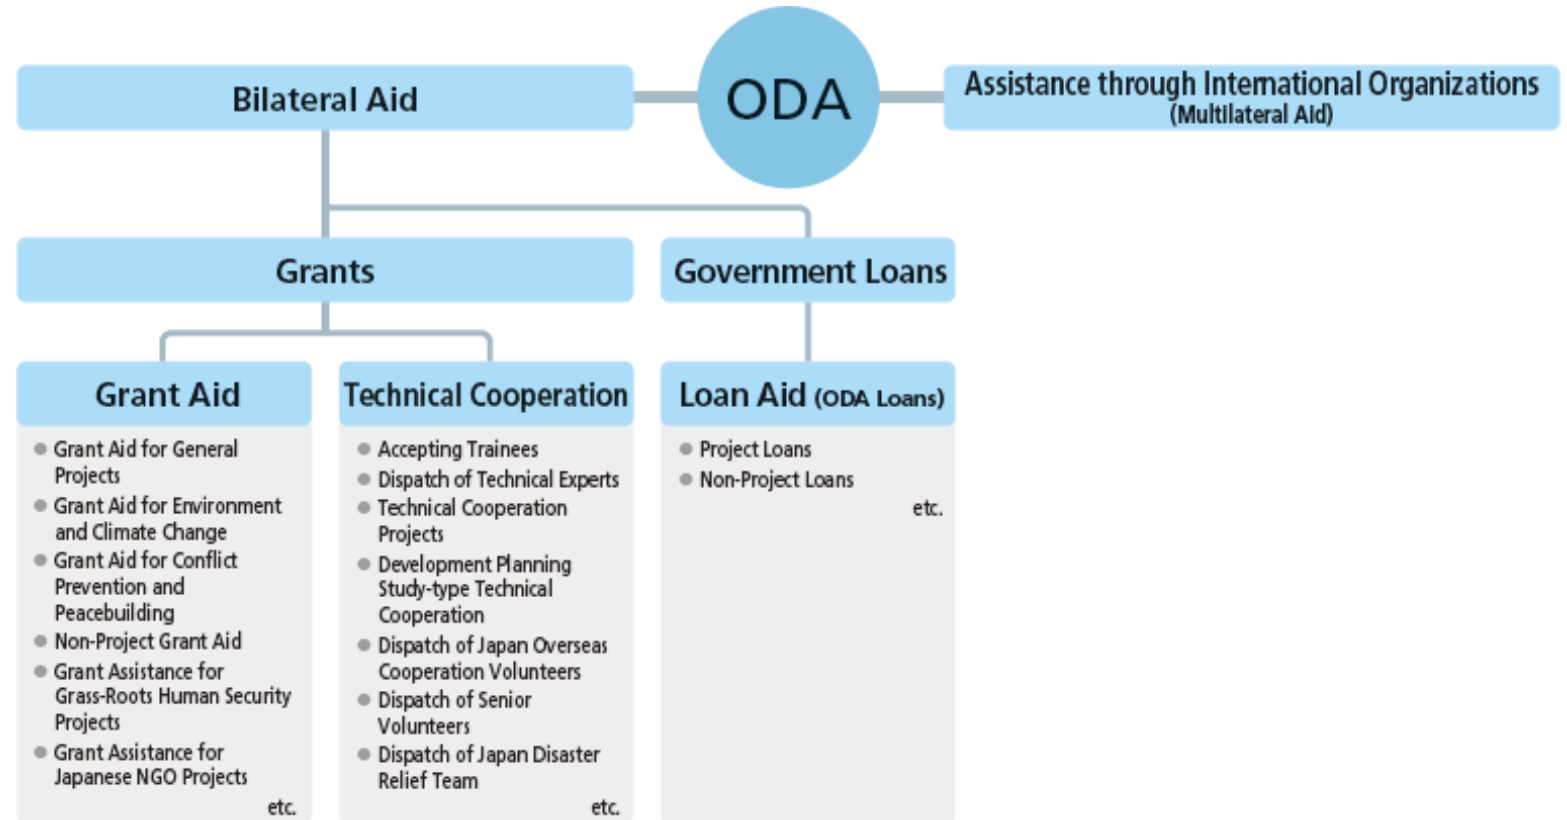 ODA
Bilateral Aid
Assistance through International Organizations
(Multilateral Aid)
Grants
Government Loans
Grant Aid
Grant Aid for General
Projects
Grant Aid for Environment
and Climate Change
Grant Aid for Conflict
Prevention and
Peacebuilding
Non-Project Grant Aid
Grant Assistance for
Grass-Roots Human Security
Projects
Grant Assistance for
Japanese NGO Projects
etc.
Technical Cooperation
Accepting Trainees
Dispatch of Technical Experts
Technical Cooperation
Projects
Development Planning
Study-type Technical
Cooperation
Dispatch of Japan Overseas
Cooperation Volunteers
Dispatch of Senior
Volunteers
Dispatch of Japan Disaster
Relief Team
etc.
Loan Aid (ODA Loans)
Project Loans
Non-Project Loans
etc.